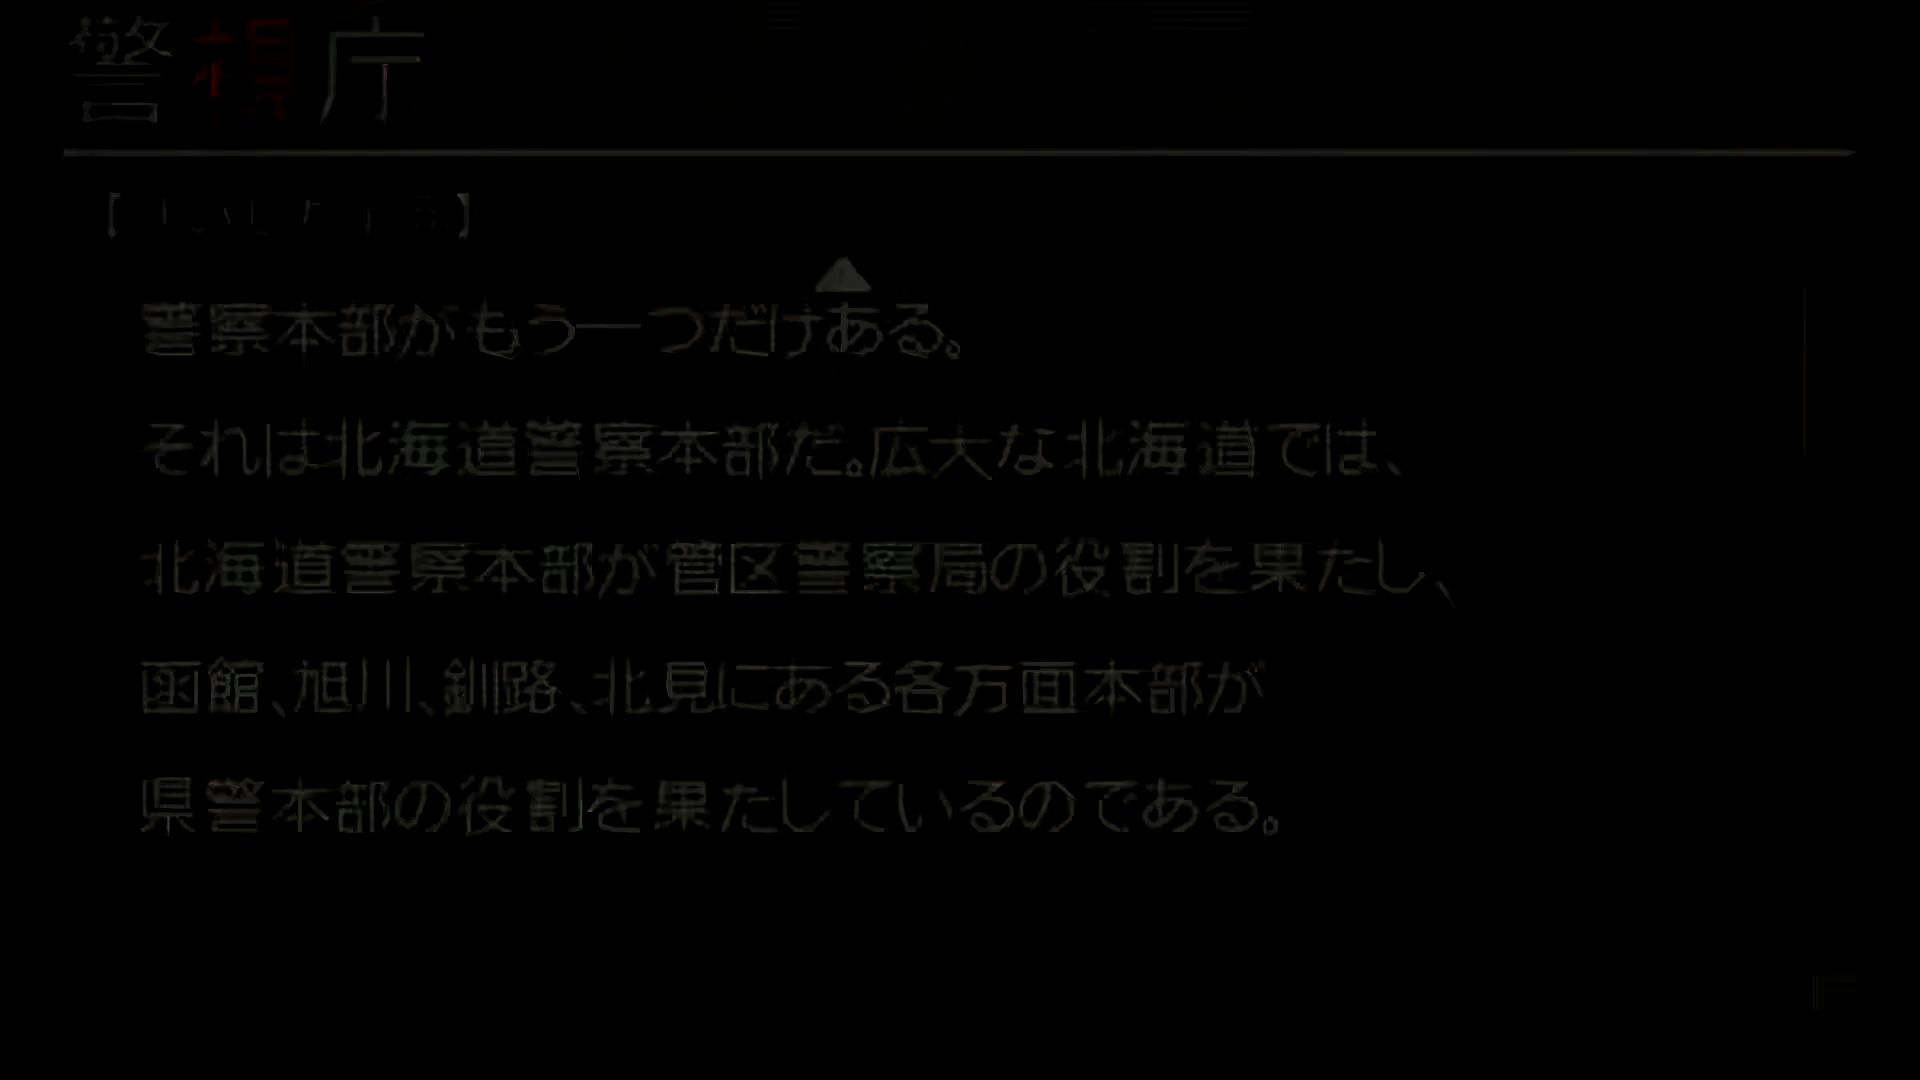 警視庁
警察本部がもう一つだけある。
それは北海道警察本部だ。広大な北海道では、
北海道警察本部が管区警察局の役割を果たし、
函館、旭川、釧路、北見にある各方面本部が
県警本部の役割を果たしているのである。